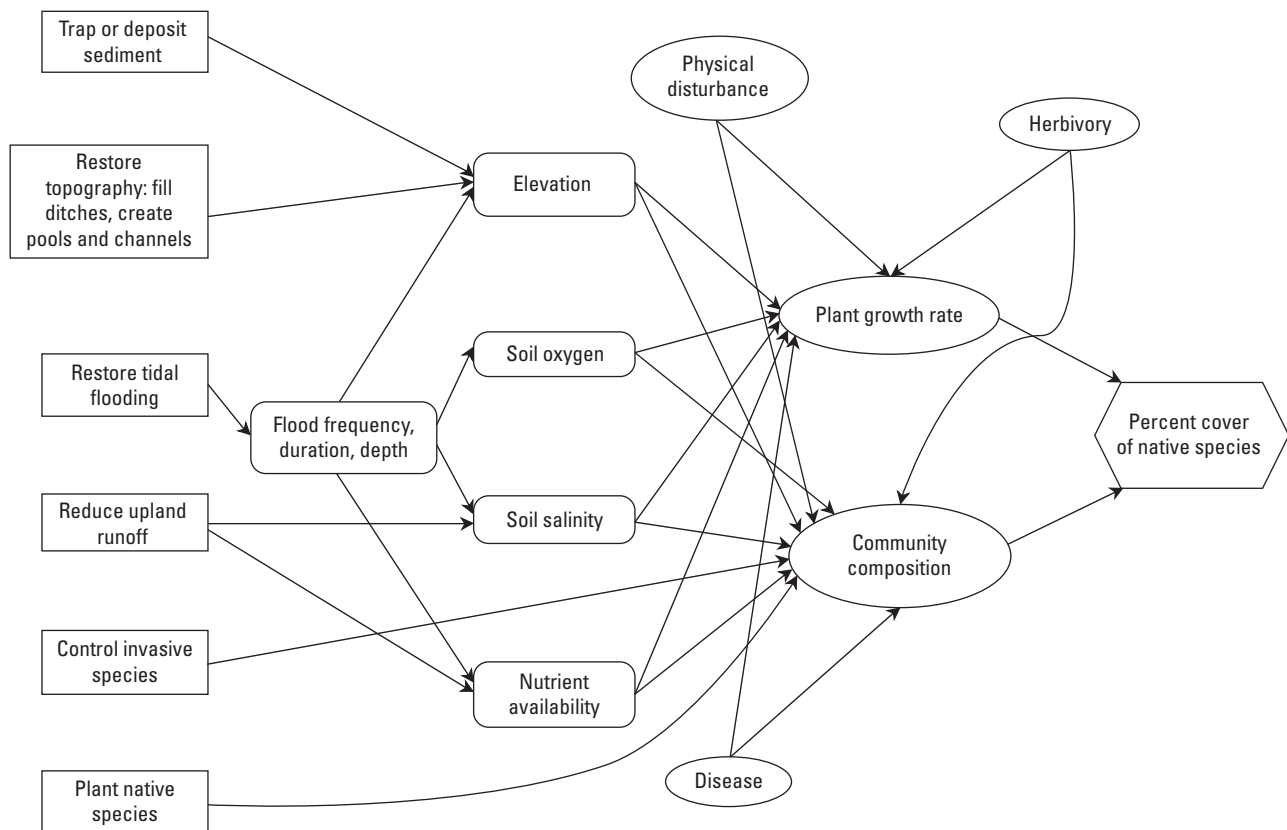 Trap or deposit
sediment
Restore
topography: fill
ditches, create
pools and channels
Restore tidal
flooding
Reduce upland
runoff
Control invasive
species
Plant native
species
Flood frequency,
duration, depth
Elevation
Soil oxygen
Soil salinity
Nutrient
availability
Physical
disturbance
Herbivory
Plant growth rate
Community
composition
Disease
Percent cover
of native species